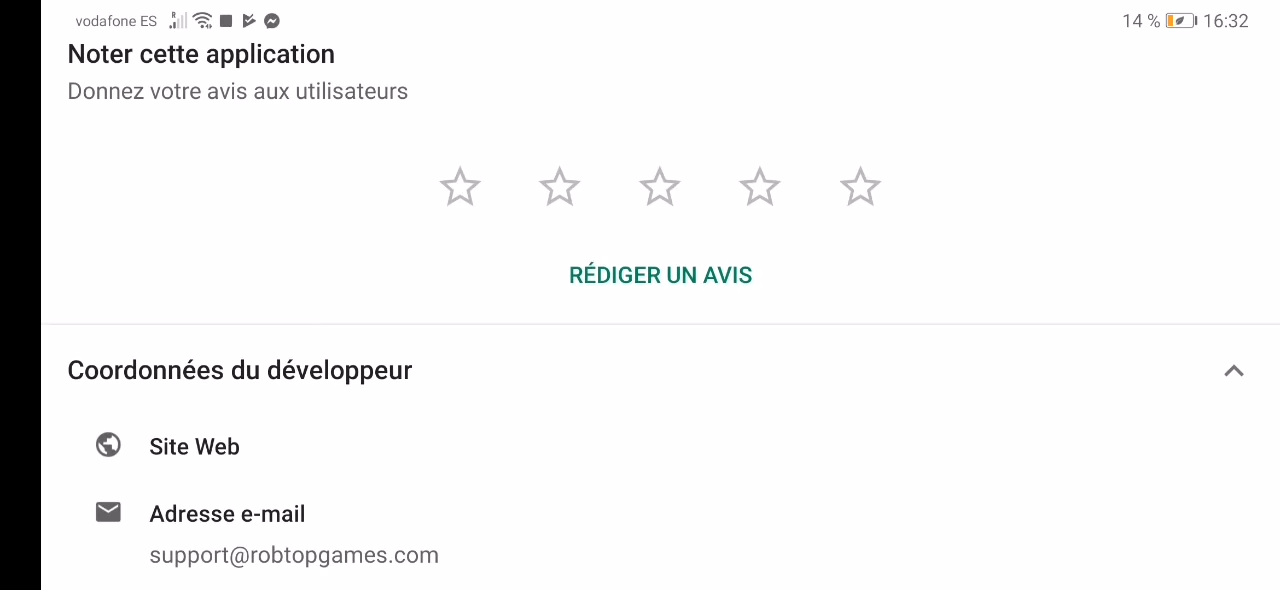 vodafone ES
14 % 16:32
Noter cette application
Donnez votre avis aux utilisateurs
RÉDIGER UN AVIS
Coordonnées du développeur
Site Web
Adresse e-mail
support@robtopgames.com